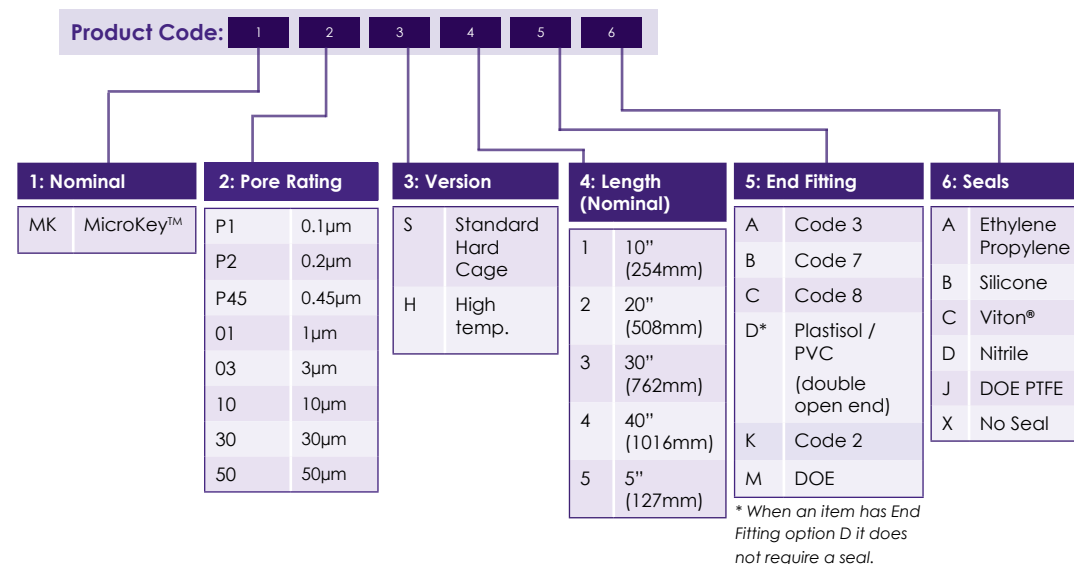 Product Code: 1 2 3 4 5 6
1: Nominal
MK MicroKey™
2: Pore Rating
P1 0.1µm
P2 0.2µm
P45 0.45µm
01 1µm
03 3µm
10 10µm
30 30µm
50 50µm
3: Version
S Standard
Hard
Cage
H High
temp.
4: Length
(Nominal)
1 10”
(254mm)
2 20”
(508mm)
3 30”
(762mm)
4 40”
(1016mm)
5 5”
(127mm)
5: End Fitting
A Code 3
B Code 7
C Code 8
D* Plastisol /
PVC
(double
open end)
K Code 2
M DOE
* When an item has End
Fitting option D it does
not require a seal.
6: Seals
A Ethylene
Propylene
B Silicone
C Viton®
D Nitrile
J DOE PTFE
X No Seal